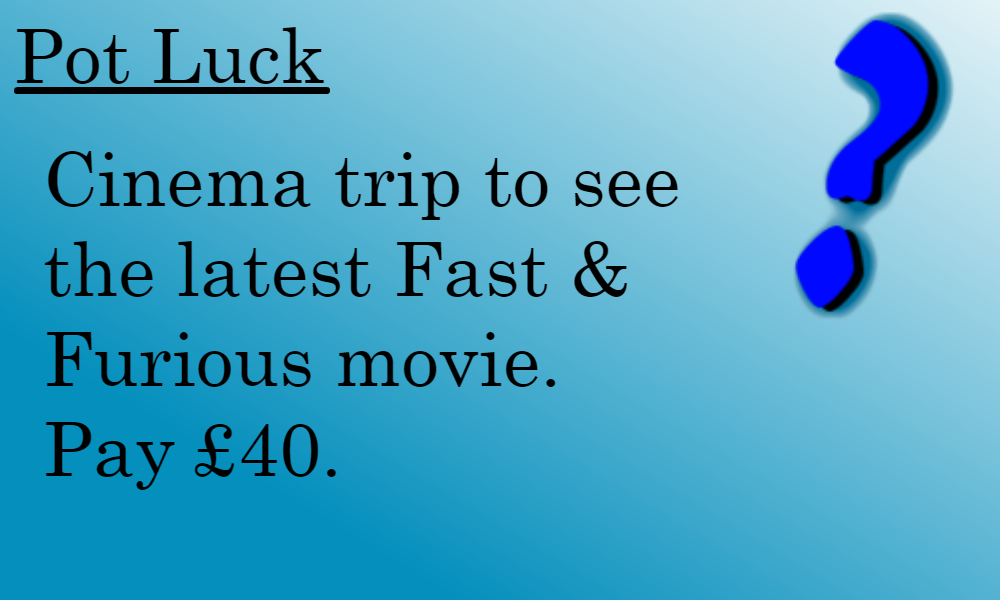 Pot Luck
Cinema trip to see
the latest Fast &
Furious movie.
Pay £40.
?